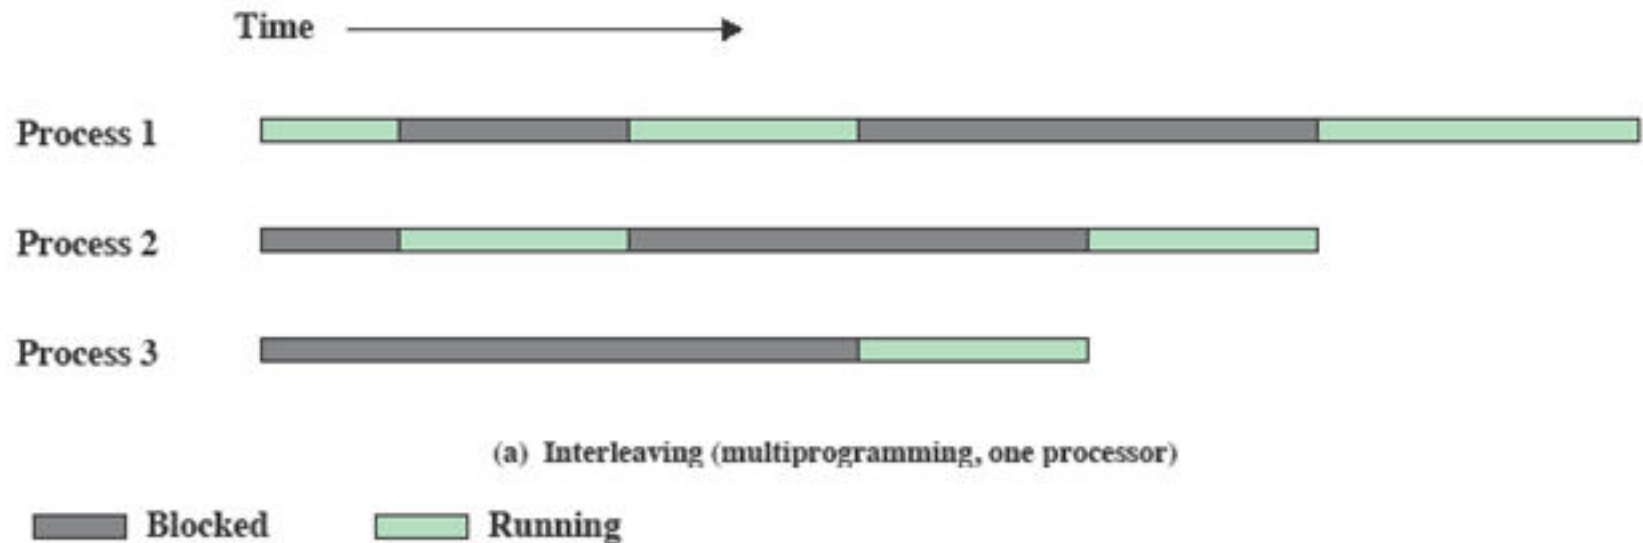 Time
Process 1
Process 2
Process 3
(a) Interleaving (multiprogramming, one processor)
Blocked Running